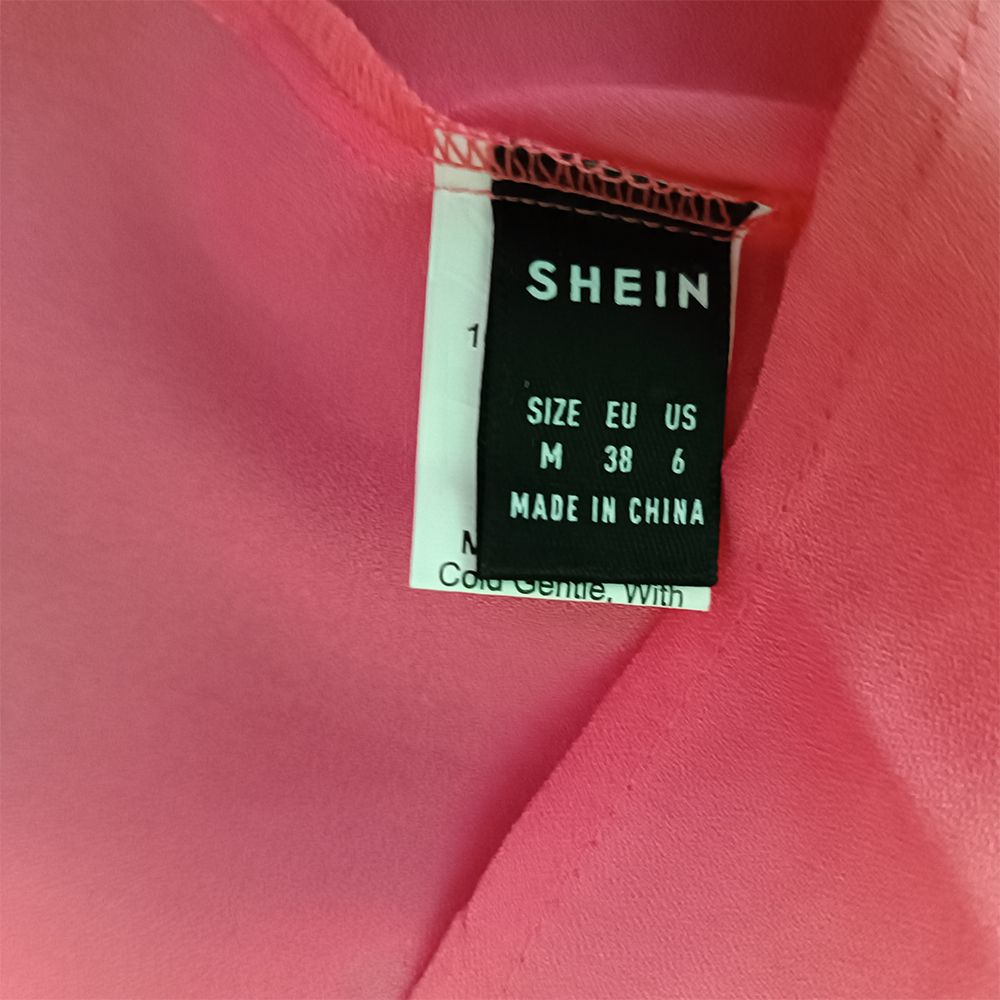 SHEIN
SIZE EU US
M 38 6
MADE IN CHINA
Cold Gentle, With